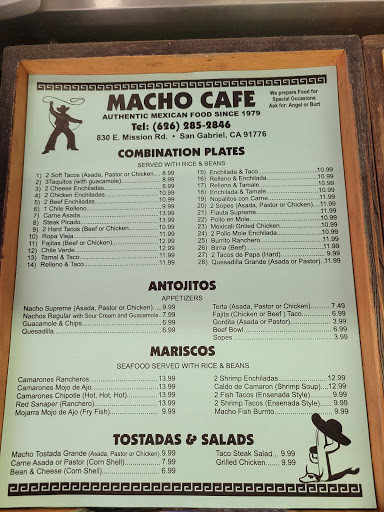 MACHO CAFE
AUTHENTIC MEXICAN FOOD SINCE 1979
Tel: (626) 285-2846
830 E. Mission Rd. • San Gabriel, CA 91776
We prepare Food for
Special Occasions
Ask for: Angel or Burt
COMBINATION PLATES
SERVED WITH RICE & BEANS
1) 2 Soft Tacos (Asada, Pastor or Chicken.... 8.99
2) 3Taquitos (with guacamole) 8.99
3) 2 Cheese Enchiladas 9.99
4) 2 Chicken Enchiladas 10.99
5) 2 Beef Enchiladas 10.99
6) 1 Chile Relleno 9.99
7) Carne Asada 13.99
8) Steak Picado
9) 2 Hard Tacos (Beef or Chicken
10) Ropa Vieja
11) Fajitas (Beef or Chicken)
12) Chile Verde
13) Tamal & Taco 11.99
14) Relleno & Taco 11.99
15) Enchilada & Taco 10.99
16) Relleno & Enchilada 10.99
17) Relleno & Tamale 10.99
18) Enchilada & Tamale 10.99
19) Nopalitos con Carne 11.99
20) 2 Sopes (Asada, Pastor or Chicken) 11.99
21) Flauta Supreme 11.99
22) Pollo en Mole 11.99
23) Mexicali Grilled Chicken 11.99
24) 2 Pollo Mole Enchilada 10.99
25) Burrito Ranchero 11.99
26) Birria (Beef) 11.99
27) 2 Tacos de Papa (Hard) 9.99
28) Quesadilla Grande (Asada or Pastor) 11.99
ANTOJITOS
APPETIZERS
Nacho Supreme (Asada, Pastor or Chicken) 9.99
Nachos Regular with Sour Cream and Guacamole. 7.99
Guacamole & Chips 7.99
Quesadilla 6.99
Torta (Asada, Pastor or Chicken) 7.49
Fajita (Chicken or Beef ) Taco 6.99
Gordita (Asada or Pastor) 3.99
Beef Bowl 6.99
Sopes 3.99
MARISCOS
SEAFOOD SERVED WITH RICE & BEANS
Camarones Rancheros 13.99
Camarones Mojo de Ajo 13.99
Camarones Chipotle (Hot, Hot, Hot) 13.99
Red Sanaper (Ranchero) 13.99
Mojarra Mojo de Ajo (Fry Fish) 9.99
2 Shrimp Enchiladas 12.99
Caldo de Camaron (Shrimp Soup) 12.99
2 Fish Tacos (Ensenada Style) 9.99
2 Shrimp Tacos (Ensenada Style) 9.99
Macho Fish Burrito 9.99
TOSTADAS & SALADS
Macho Tostada Grande (Asada, Pastor or Chicken). 9.99
Carne Asada or Pastor (Corn Shell) 7.99
Bean & Cheese (Corn Shell) 6.99
Taco Steak Salad... 9.99
Grilled Chicken....... 9.99